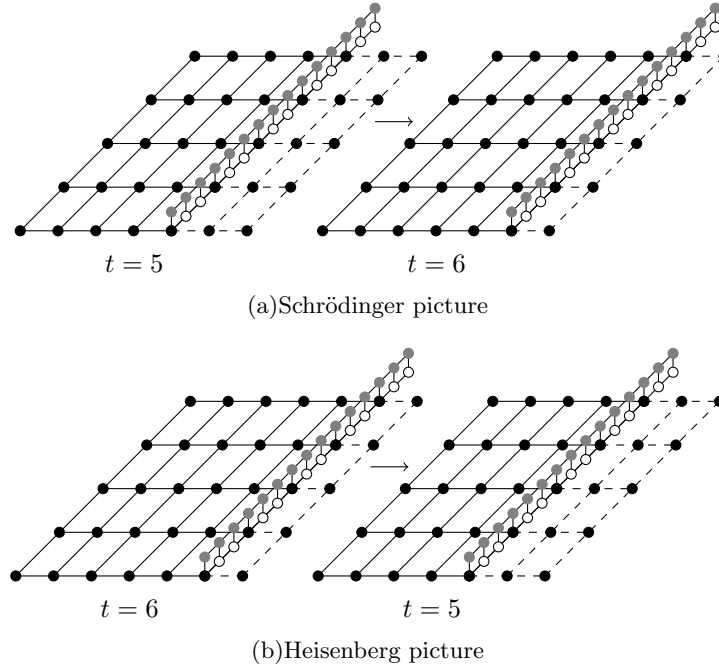 t = 5
t = 6
(a)Schrödinger picture
t = 6
t = 5
(b)Heisenberg picture